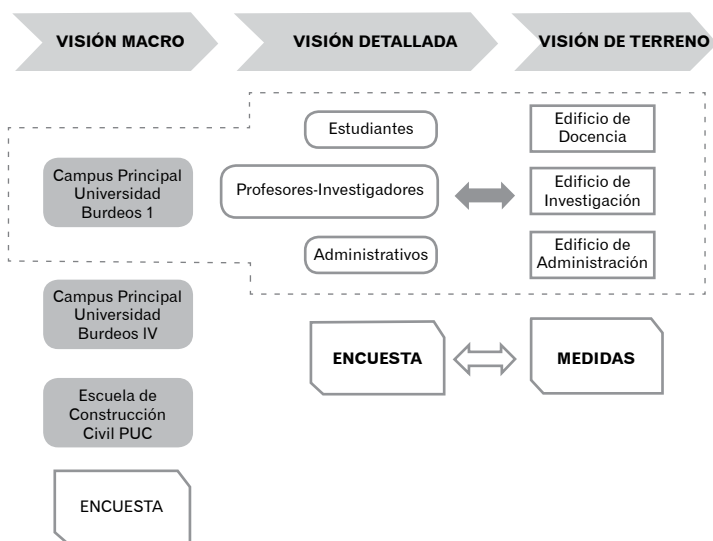 VISIÓN MACRO
VISIÓN DETALLADA
VISIÓN DE TERRENO
Campus Principal
Universidad
Burdeos 1
Estudiantes
Profesores-Investigadores
Administrativos
Edificio de
Docencia
Edificio de
Investigación
Edificio de
Administración
Campus Principal
Universidad
Burdeos IV
ENCUESTA
MEDIDAS
Escuela de
Construcción
Civil PUC
ENCUESTA